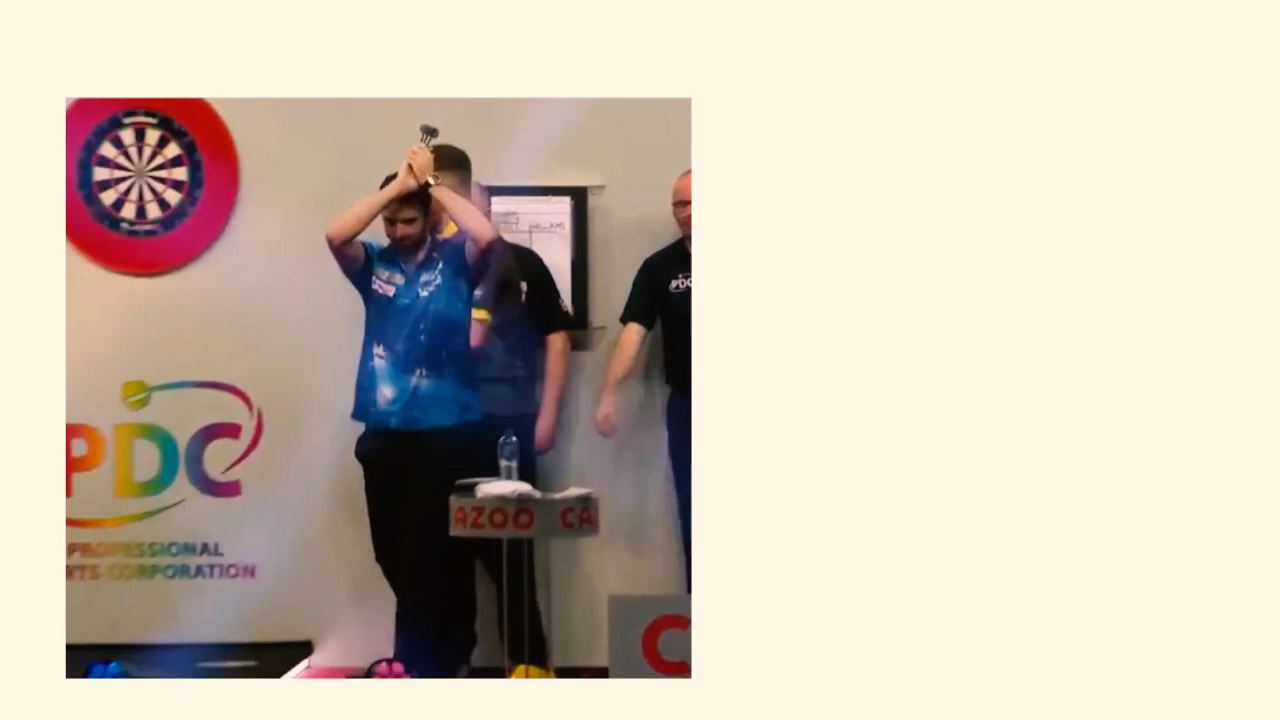 PDC
PROFESSIONAL
RTS CORPORATION
PDC
AZOO CA
C